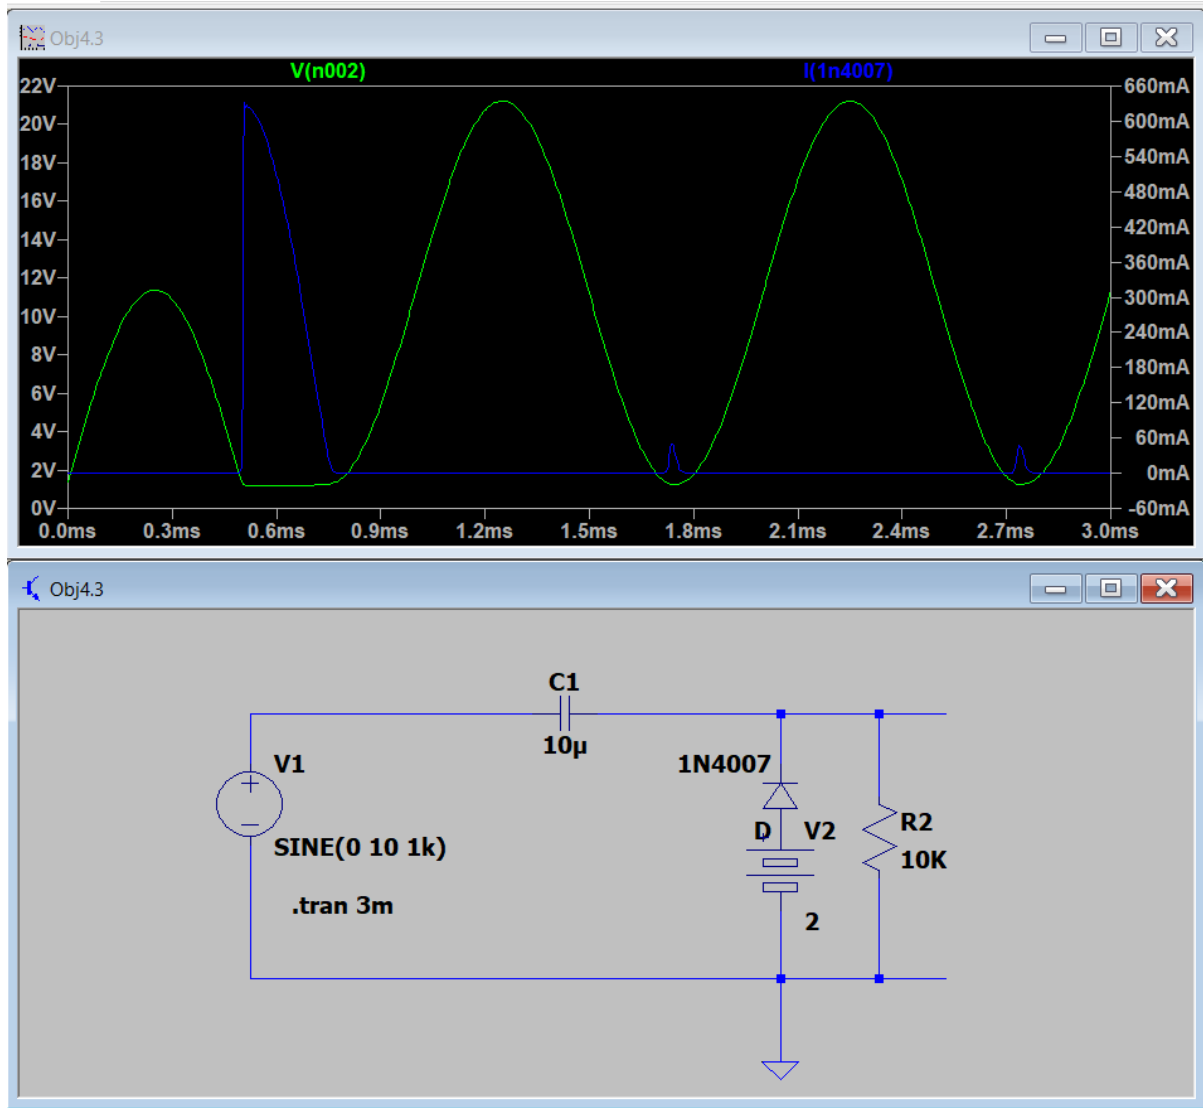 Obj4.3
V(n002) I(1n4007)
22V 660mA
20V 600mA
18V 540mA
16V 480mA
14V 420mA
12V 360mA
10V 300mA
8V 240mA
6V 180mA
4V 120mA
2V 60mA
0mA
0V -60mA
0.0ms 0.3ms 0.6ms 0.9ms 1.2ms 1.5ms 1.8ms 2.1ms 2.4ms 2.7ms 3.0ms
Obj4.3
C1
10µ
V1
1N4007
D V2
R2
SINE(0 10 1k)
10K
.tran 3m
2